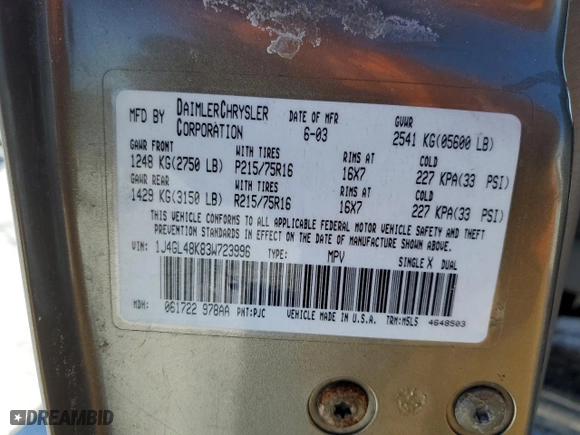 MFD BY DAIMLERCHRYSLER CORPORATION DATE OF MFR 6-03 GVWR 2541 KG(05600 LB)
GAWR FRONT WITH TIRES RIMS AT COLD
1248 KG(2750 LB) P215/75R16 16X7 227 KPA(33 PSI)
GAWR REAR WITH TIRES RIMS AT COLD
1429 KG(3150 LB) R215/75R16 16X7 227 KPA(33 PSI)
THIS VEHICLE CONFORMS TO ALL APPLICABLE FEDERAL MOTOR VEHICLE SAFETY AND THEFT
PREVENTION STANDARDS IN EFFECT ON THE DATE OF MANUFACTURE SHOWN ABOVE.
VIN: 1J4GL48K83W723996 TYPE: MPV SINGLE X DUAL
MDH: 061722 978AA PNT:PJC VEHICLE MADE IN U.S.A. TRM:M5L5 4648503
DREAMBID